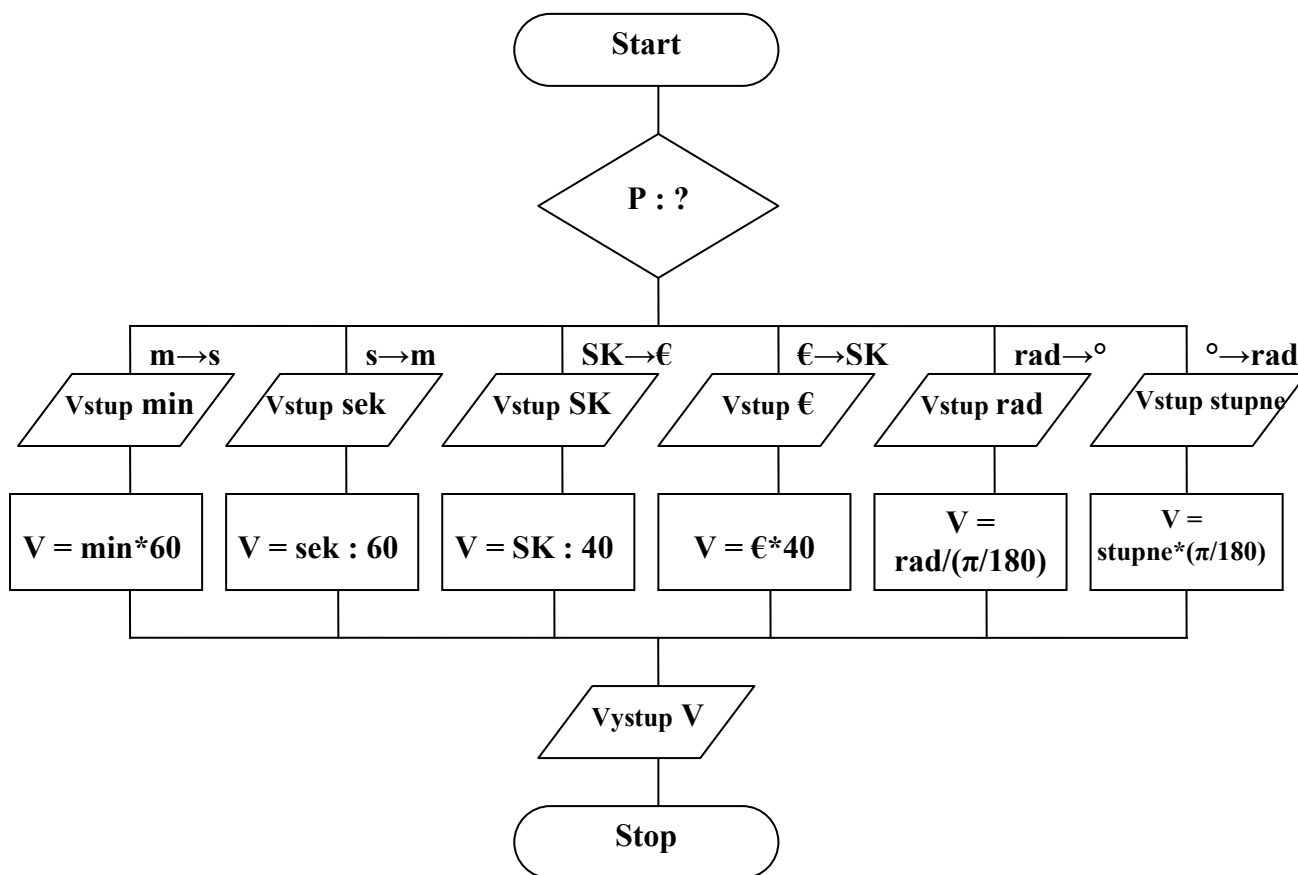 Start
P : ?
m→s
s→m
SK→€
€→SK
rad→°
°→rad
Vstup min
Vstup sek
Vstup SK
Vstup €
Vstup rad
Vstup stupne
V = min*60
V = sek : 60
V = SK : 40
V = €*40
V =
rad/(π/180)
V =
stupne*(π/180)
Vystup V
Stop